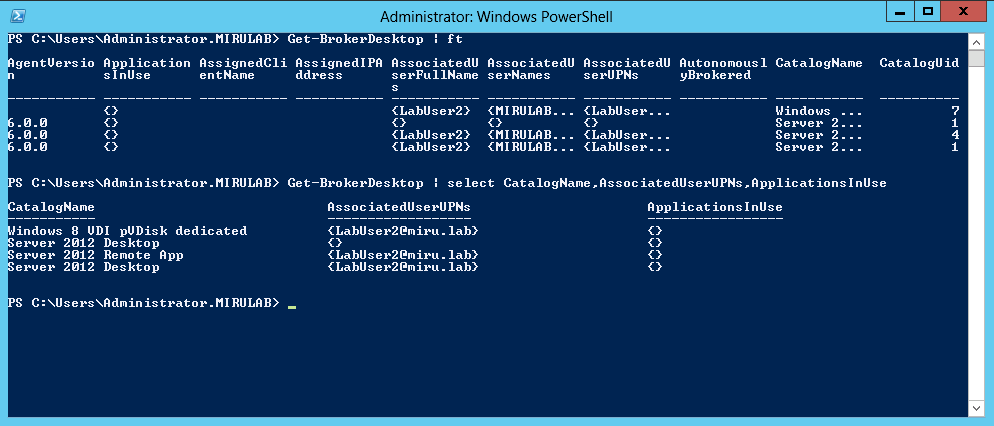 Administrator: Windows PowerShell
PS C:\Users\Administrator.MIRULAB> Get-BrokerDesktop | ft
AgentVersio Application AssignedCli AssignedIPA AssociatedU AssociatedU AssociatedU Autonomousl CatalogName CatalogUid
n sInUse entName ddress serFullName serNames serUPNs yBrokered
s
----------- ----------- ----------- ----------- ----------- ----------- ----------- ----------- ----------- ----------
{} {LabUser2} {MIRULAB... {LabUser... Windows ... 7
6.0.0 {} {} {} {} Server 2... 1
6.0.0 {} {LabUser2} {MIRULAB... {LabUser... Server 2... 4
6.0.0 {} {LabUser2} {MIRULAB... {LabUser... Server 2... 1
PS C:\Users\Administrator.MIRULAB> Get-BrokerDesktop | select CatalogName,AssociatedUserUPNs,ApplicationsInUse
CatalogName AssociatedUserUPNs ApplicationsInUse
----------- ------------------ -----------------
Windows 8 VDI pVDisk dedicated {LabUser2@miru.lab} {}
Server 2012 Desktop {} {}
Server 2012 Remote App {LabUser2@miru.lab} {}
Server 2012 Desktop {LabUser2@miru.lab} {}
PS C:\Users\Administrator.MIRULAB> _